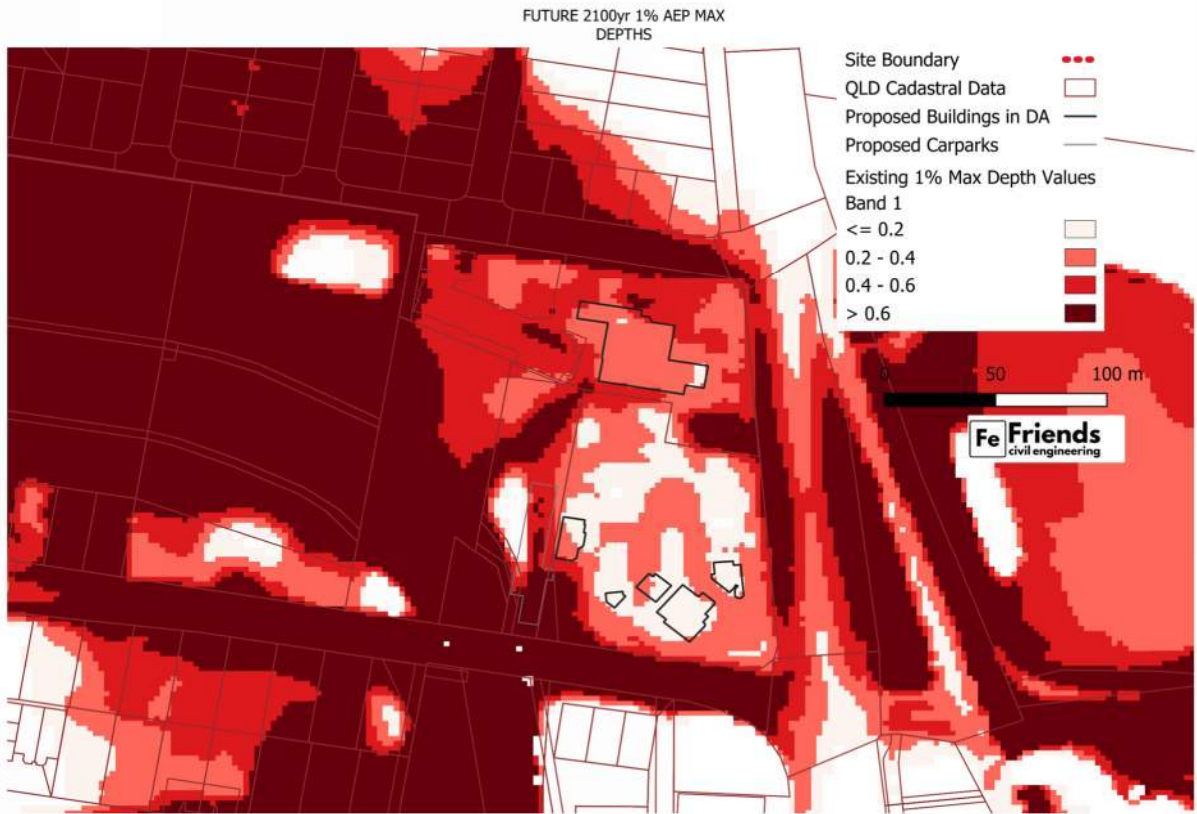 FUTURE 2100yr 1% AEP MAX
DEPTHS
Site Boundary
QLD Cadastral Data
Proposed Buildings in DA
Proposed Carparks
Existing 1% Max Depth Values
Band 1
<= 0.2
0.2 - 0.4
0.4 - 0.6
> 0.6
0 50 100 m
Fe Friends
civil engineering